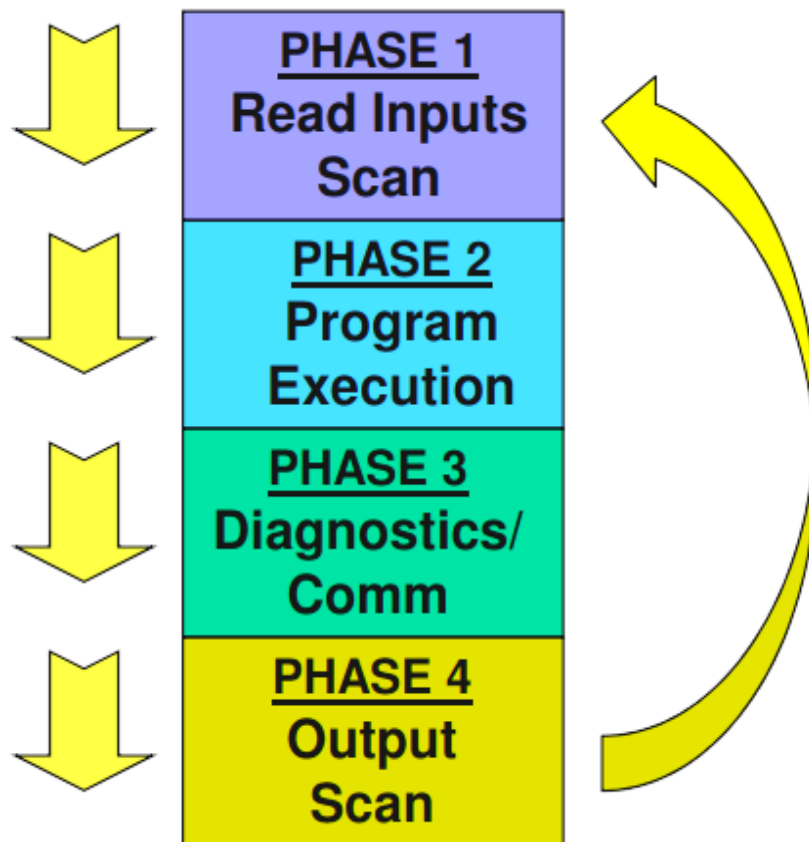 PHASE 1
Read Inputs
Scan
PHASE 2
Program
Execution
PHASE 3
Diagnostics/
Comm
PHASE 4
Output
Scan